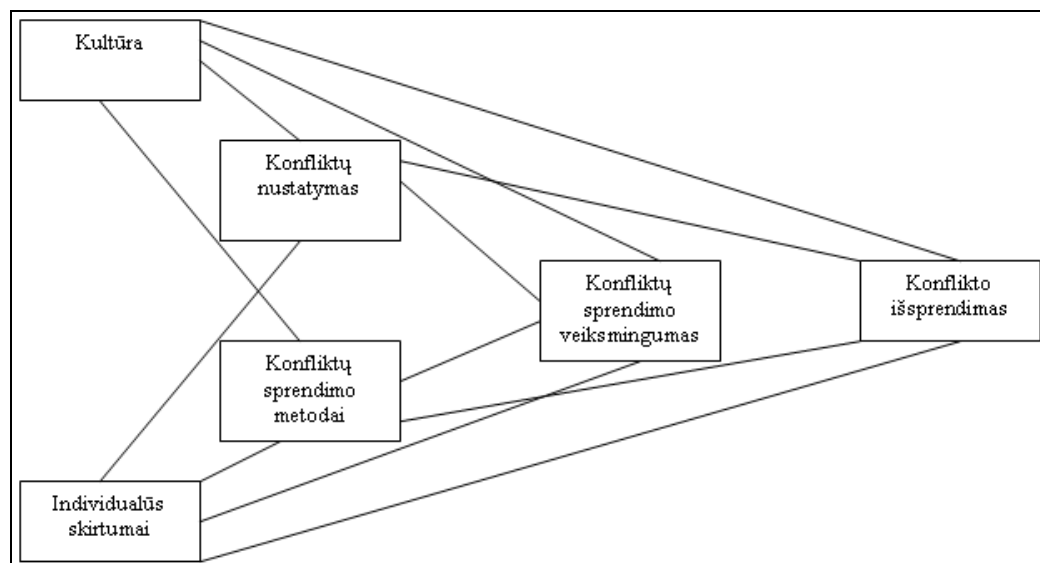 Kultūra
Konfliktų
nustatymas
Konfliktų
sprendimo
veiksmingumas
Konflikto
išsprendimas
Konfliktų
sprendimo
metodai
Individualūs
skirtumai